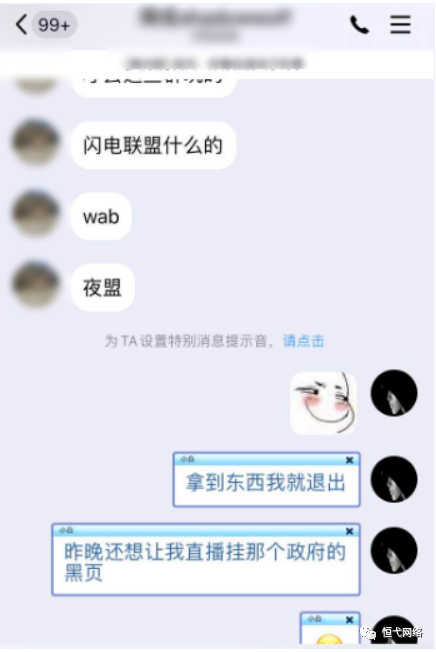 99+
闪电联盟什么的
wab
夜盟
为TA设置特别消息提示音，请点击
小白
拿到东西我就退出
小白
昨晚还想让我直播挂那个政府的
黑页
小白
恒弋网络